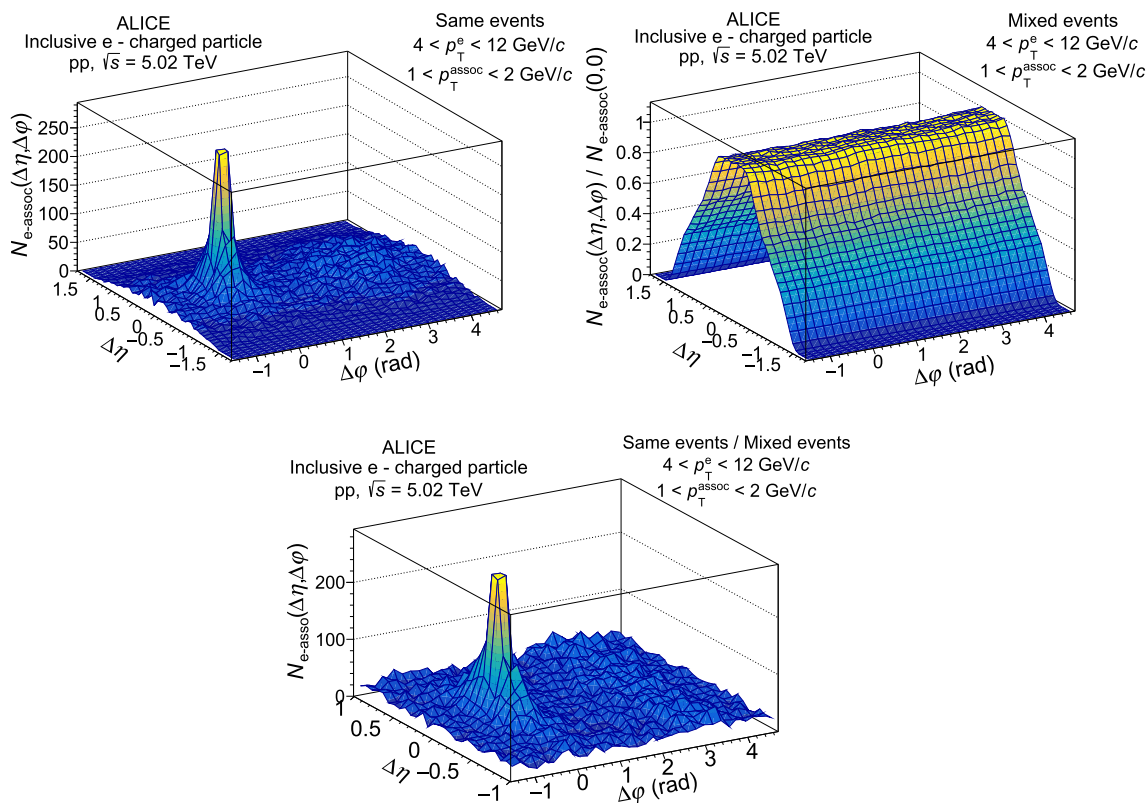 ALICE
Inclusive e - charged particle
pp, √s = 5.02 TeV
Same events
4 < p_T^e < 12 GeV/c
1 < p_T^assoc < 2 GeV/c
N_e-assoc(Δη,Δφ)
250
200
150
100
50
0
1.5
1
0.5
0
−0.5
−1
−1.5
Δη
−1
0
1
2
3
4
Δφ (rad)
ALICE
Inclusive e - charged particle
pp, √s = 5.02 TeV
Mixed events
4 < p_T^e < 12 GeV/c
1 < p_T^assoc < 2 GeV/c
N_e-assoc(Δη,Δφ) / N_e-assoc(0,0)
1
0.8
0.6
0.4
0.2
0
1.5
1
0.5
0
−0.5
−1
−1.5
Δη
−1
0
1
2
3
4
Δφ (rad)
ALICE
Inclusive e - charged particle
pp, √s = 5.02 TeV
Same events / Mixed events
4 < p_T^e < 12 GeV/c
1 < p_T^assoc < 2 GeV/c
N_e-asso(Δη,Δφ)
200
100
0
1
0.5
0
−0.5
−1
Δη
−1
0
1
2
3
4
Δφ (rad)